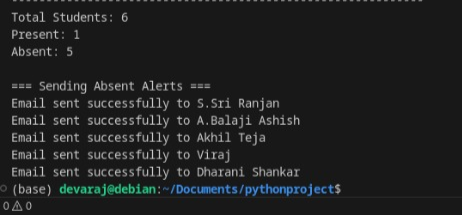 Total Students: 6
Present: 1
Absent: 5
=== Sending Absent Alerts ===
Email sent successfully to S.Sri Ranjan
Email sent successfully to A.Balaji Ashish
Email sent successfully to Akhil Teja
Email sent successfully to Viraj
Email sent successfully to Dharani Shankar
(base) devaraj@debian:~/Documents/pythonproject$
0 0